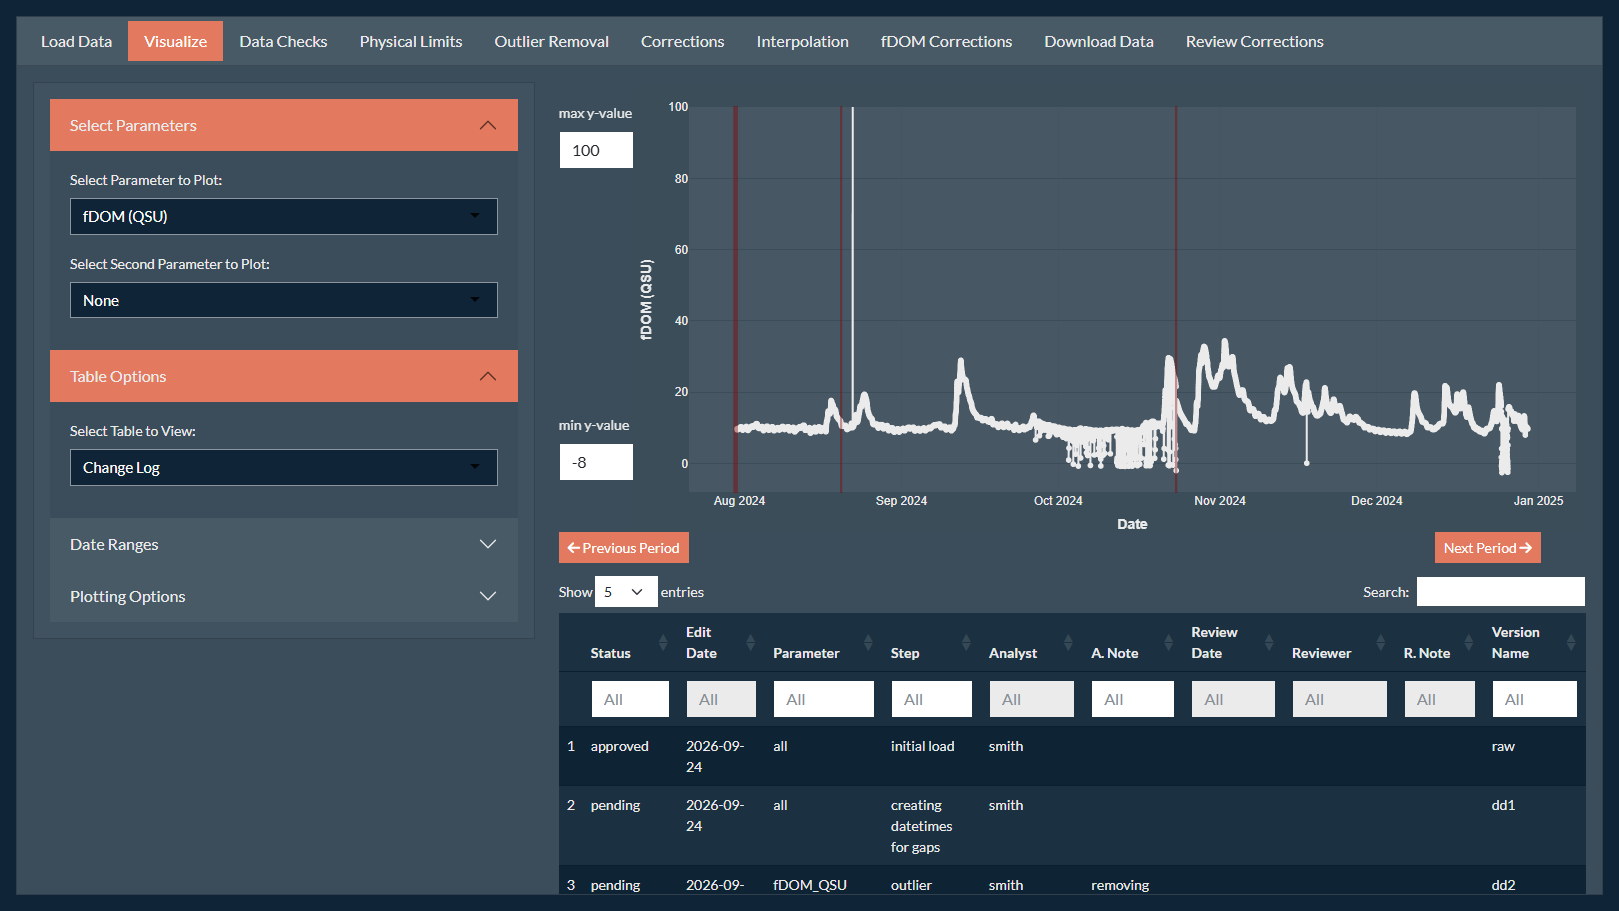 Load Data Visualize Data Checks Physical Limits Outlier Removal Corrections Interpolation fDOM Corrections Download Data Review Corrections
Select Parameters
Select Parameter to Plot:
fDOM (QSU)
Select Second Parameter to Plot:
None
Table Options
Select Table to View:
Change Log
Date Ranges
Plotting Options
max y-value
100
min y-value
-8
100
80
60
40
20
0
fDOM (QSU)
Aug 2024 Sep 2024 Oct 2024 Nov 2024 Dec 2024 Jan 2025
Date
Previous Period
Next Period
Show 5 entries
Search:
Status Edit Date Parameter Step Analyst A. Note Review Date Reviewer R. Note Version Name
All All All All All All All All All All
1 approved 2026-09-24 all initial load smith raw
2 pending 2026-09-24 all creating datetimes for gaps smith dd1
3 pending 2026-09- fDOM_QSU outlier smith removing dd2